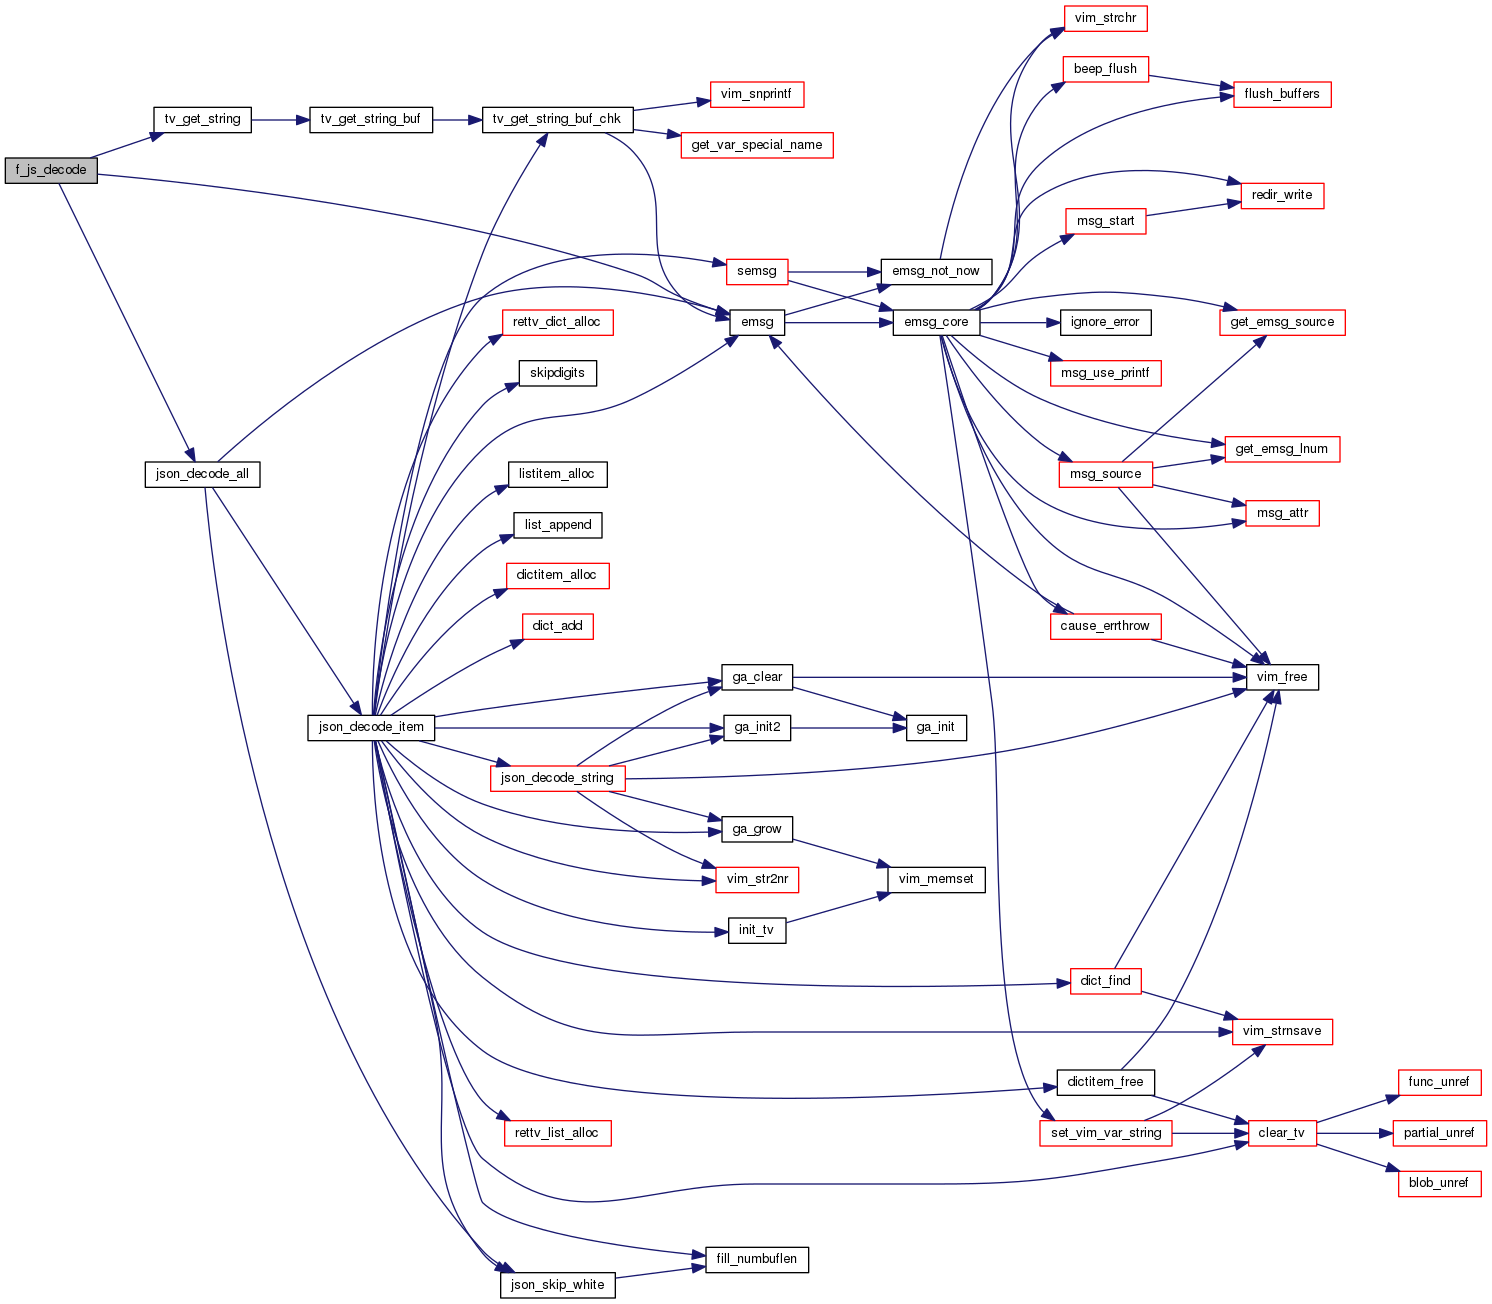 vim_strchr
beep_flush
vim_snprintf
flush_buffers
tv_get_string
tv_get_string_buf
tv_get_string_buf_chk
get_var_special_name
f_js_decode
redir_write
msg_start
semsg
emsg_not_now
rettv_dict_alloc
emsg
emsg_core
ignore_error
get_emsg_source
skipdigits
msg_use_printf
get_emsg_lnum
json_decode_all
listitem_alloc
msg_source
list_append
msg_attr
dictitem_alloc
dict_add
cause_errthrow
ga_clear
vim_free
json_decode_item
ga_init2
ga_init
json_decode_string
ga_grow
vim_str2nr
vim_memset
init_tv
dict_find
vim_strnsave
dictitem_free
func_unref
rettv_list_alloc
set_vim_var_string
clear_tv
partial_unref
blob_unref
fill_numbuflen
json_skip_white